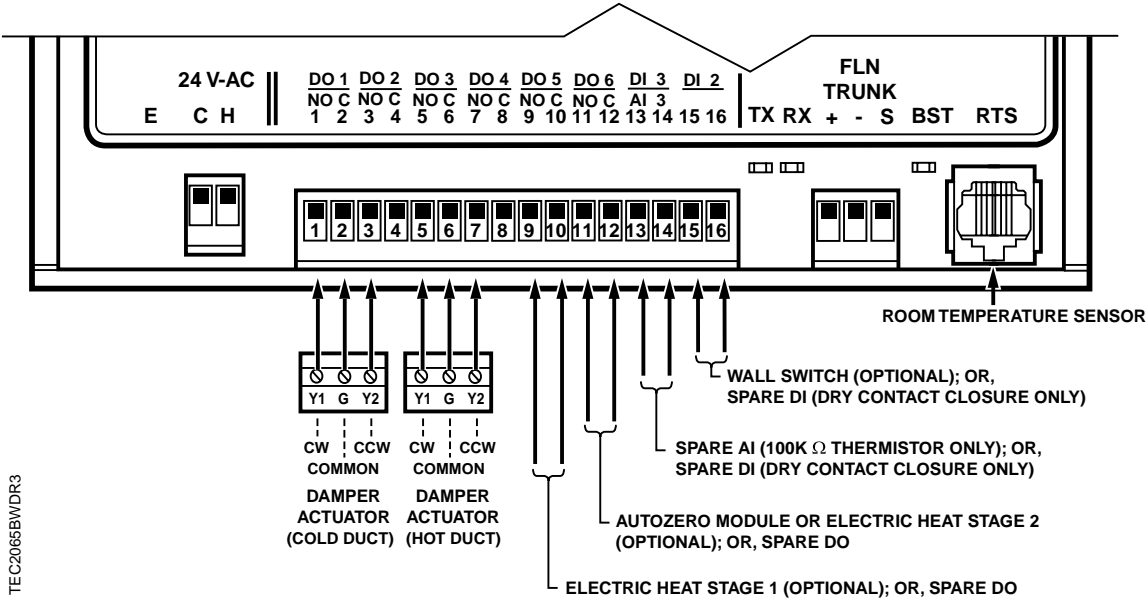 24 V-AC
E C H
DO 1 DO 2 DO 3 DO 4 DO 5 DO 6 DI 3 DI 2
NO C NO C NO C NO C NO C NO C AI 3
1 2 3 4 5 6 7 8 9 10 11 12 13 14 15 16
FLN
TRUNK
TX RX + - S BST RTS
1 2 3 4 5 6 7 8 9 10 11 12 13 14 15 16
ROOM TEMPERATURE SENSOR
Y1 G Y2
CW CCW
COMMON
DAMPER
ACTUATOR
(COLD DUCT)
Y1 G Y2
CW CCW
COMMON
DAMPER
ACTUATOR
(HOT DUCT)
WALL SWITCH (OPTIONAL); OR,
SPARE DI (DRY CONTACT CLOSURE ONLY)
SPARE AI (100K Ω THERMISTOR ONLY); OR,
SPARE DI (DRY CONTACT CLOSURE ONLY)
AUTOZERO MODULE OR ELECTRIC HEAT STAGE 2
(OPTIONAL); OR, SPARE DO
ELECTRIC HEAT STAGE 1 (OPTIONAL); OR, SPARE DO
TEC2065BWDR3